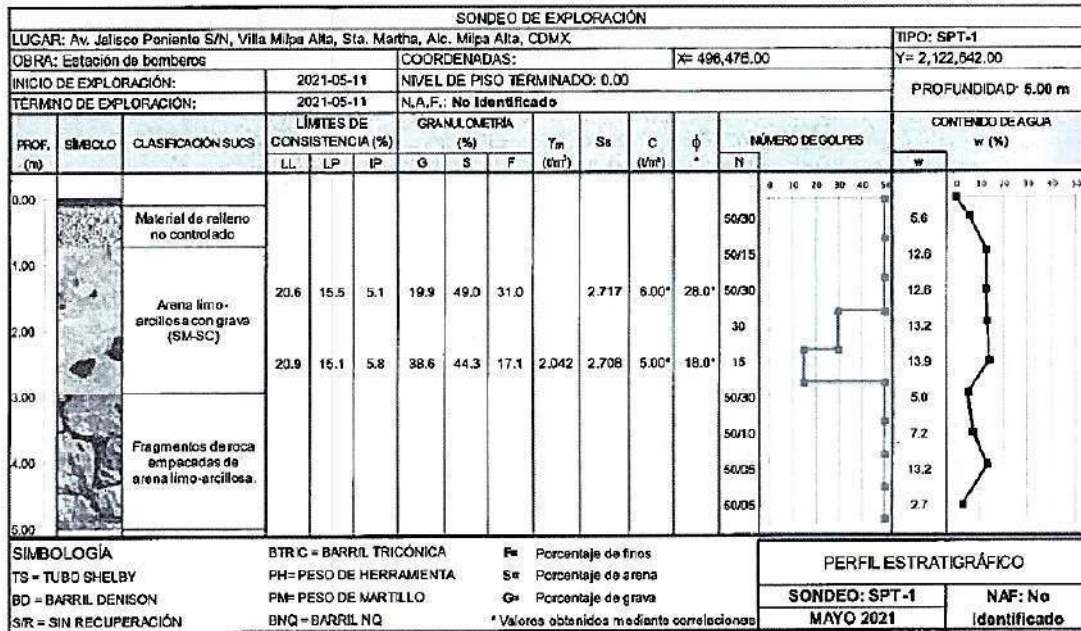 SONDEO DE EXPLORACIÓN
LUGAR: Av. Jalisco Poniente S/N, Villa Milpa Alta, Sta. Martha, Alc. Milpa Alta, CDMX
TIPO: SPT-1
OBRA: Estación de bomberos
COORDENADAS:
X= 496,476.00
Y= 2,122,642.00
INICIO DE EXPLORACIÓN:
2021-05-11
NIVEL DE PISO TERMINADO: 0.00
PROFUNDIDAD: 5.00 m
TÉRMINO DE EXPLORACIÓN:
2021-05-11
N.A.F.: No Identificado
PROF. (m)
SÍMBOLO
CLASIFICACIÓN SUCS
LÍMITES DE CONSISTENCIA (%)
LL LP IP
GRANULOMETRÍA (%)
G S F
γm (t/m³)
Ss
C (t/m²)
ϕ °
NÚMERO DE GOLPES
N
CONTENIDO DE AGUA w (%)
w
0 10 20 30 40 50
0 10 20 30 40 50
0.00
1.00
2.00
3.00
4.00
5.00
Material de relleno no controlado
Arena limo-arcillosa con grava (SM-SC)
Fragmentos de roca empacadas de arena limo-arcillosa.
20.6 15.5 5.1 19.9 49.0 31.0 2.717 6.00* 28.0*
20.9 15.1 5.8 38.6 44.3 17.1 2.042 2.708 5.00* 18.0*
50/30
50/15
50/30
30
15
50/30
50/10
50/05
50/05
5.6
12.6
12.6
13.2
13.9
5.0
7.2
13.2
2.7
SIMBOLOGÍA
TS = TUBO SHELBY
BD = BARRIL DENISON
S/R = SIN RECUPERACIÓN
BTRIC = BARRIL TRICÓNICA
PH= PESO DE HERRAMIENTA
PM= PESO DE MARTILLO
BNQ = BARRIL NQ
F= Porcentaje de finos
S= Porcentaje de arena
G= Porcentaje de grava
* Valores obtenidos mediante correlaciones
PERFIL ESTRATIGRÁFICO
SONDEO: SPT-1
MAYO 2021
NAF: No Identificado